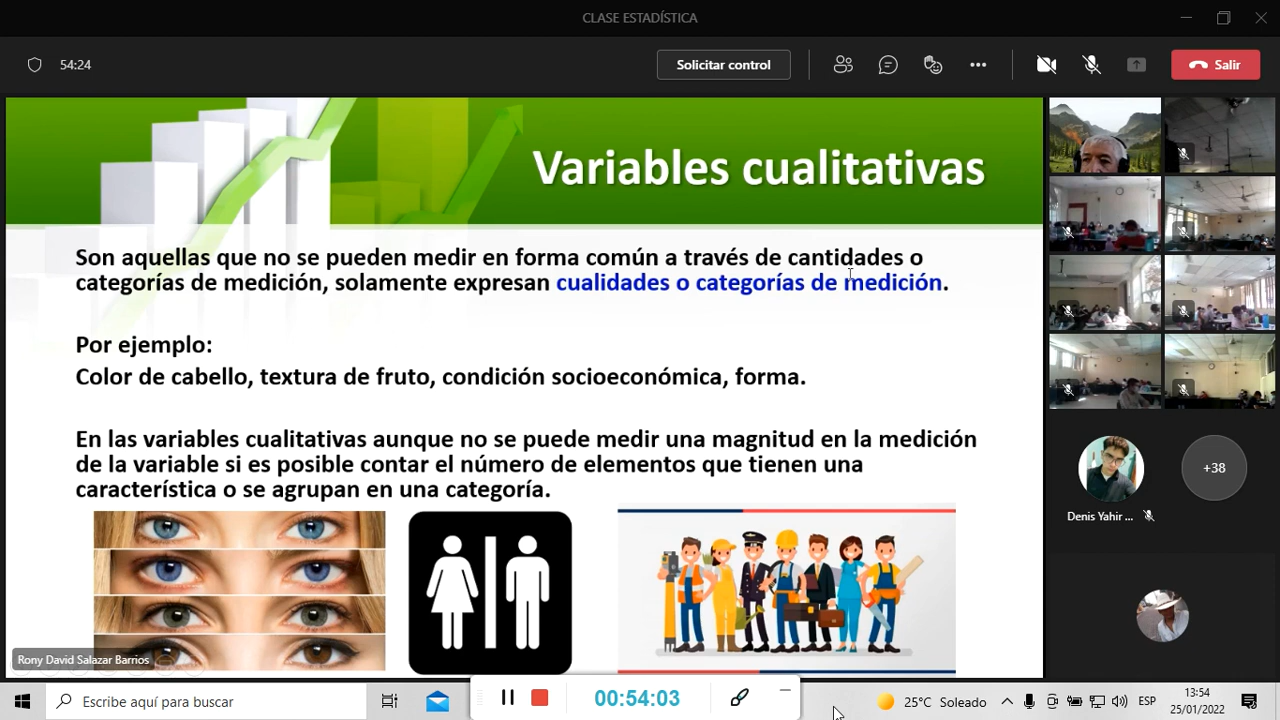 CLASE ESTADÍSTICA
54:24
Solicitar control
Salir
Variables cualitativas
Son aquellas que no se pueden medir en forma común a través de cantidades o
categorías de medición, solamente expresan cualidades o categorías de medición.
Por ejemplo:
Color de cabello, textura de fruto, condición socioeconómica, forma.
En las variables cualitativas aunque no se puede medir una magnitud en la medición
de la variable si es posible contar el número de elementos que tienen una
característica o se agrupan en una categoría.
+38
Denis Yahir ...
Rony David Salazar Barrios
Escribe aquí para buscar
00:54:03
25°C Soleado
ESP
13:54
25/01/2022